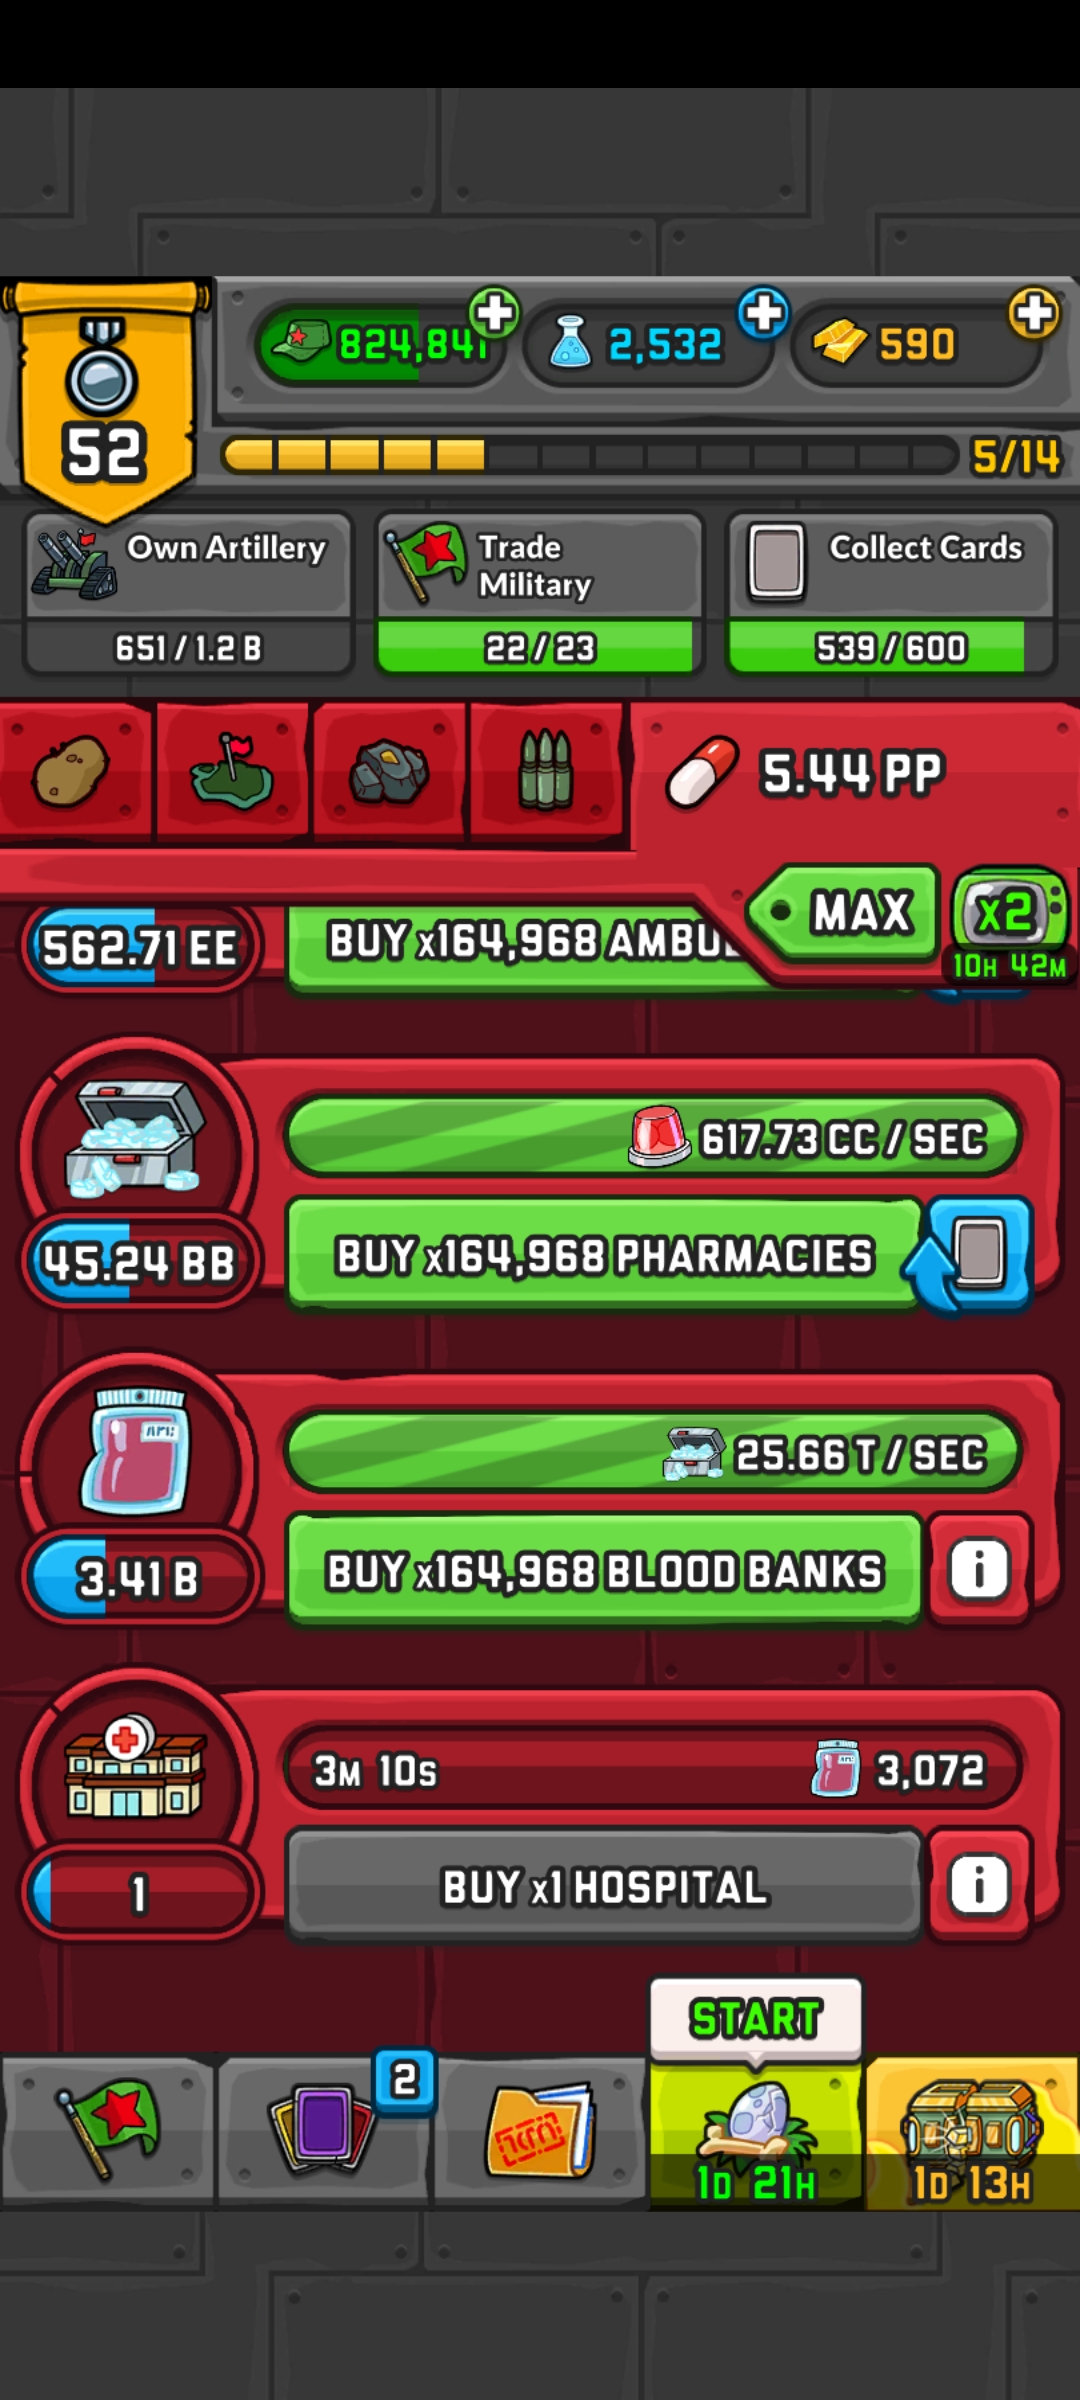 824,841
2,532
590
52
5/14
Own Artillery
651 / 1.2 B
Trade
Military
22 / 23
Collect Cards
539 / 600
5.44 PP
MAX
x2
10H 42M
562.71 EE
BUY x164,968
617.73 CC / SEC
45.24 BB
BUY x164,968 PHARMACIES
25.66 T / SEC
3.41 B
BUY x164,968 BLOOD BANKS
i
3M 10S
3,072
1
BUY x1 HOSPITAL
i
START
2
1D 21H
1D 13H